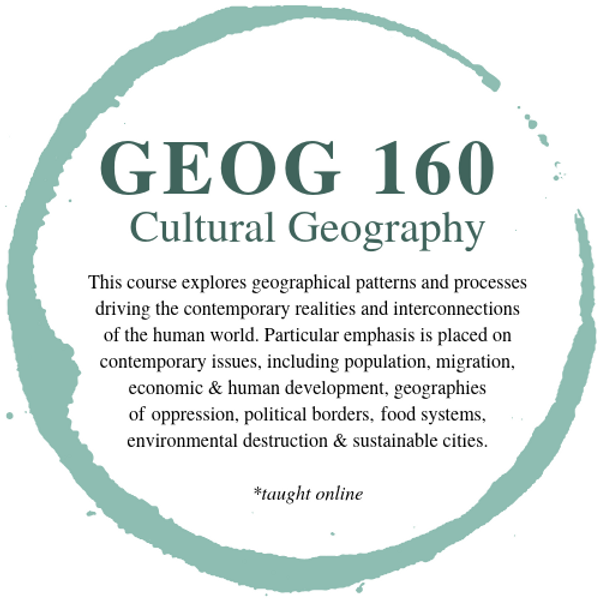 GEOG 160
Cultural Geography
This course explores geographical patterns and processes
driving the contemporary realities and interconnections
of the human world. Particular emphasis is placed on
contemporary issues, including population, migration,
economic & human development, geographies
of oppression, political borders, food systems,
environmental destruction & sustainable cities.
*taught online